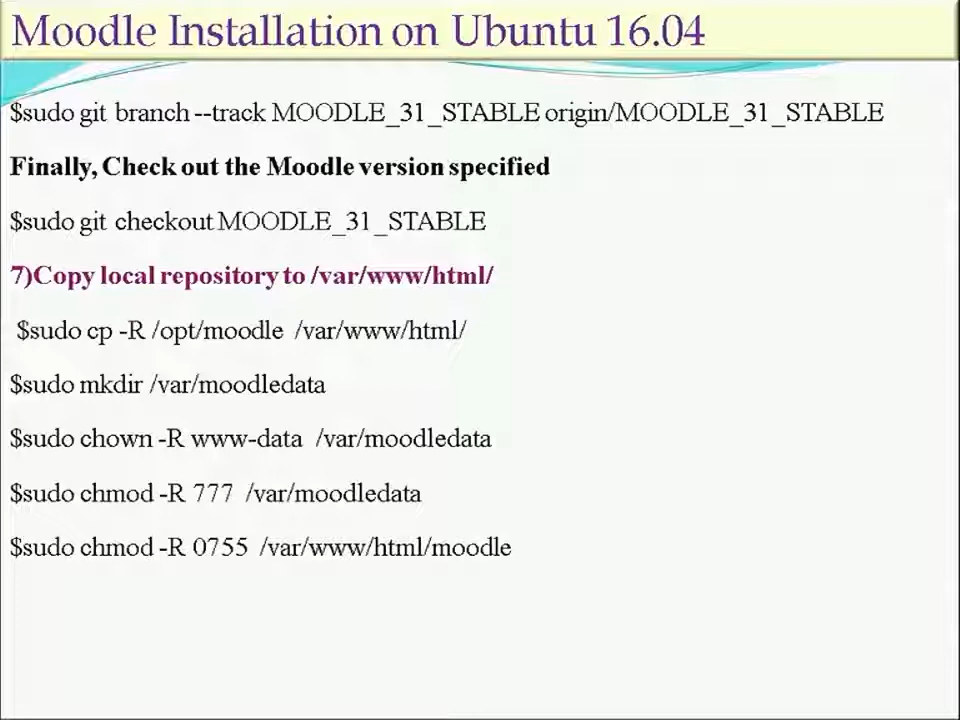 Moodle Installation on Ubuntu 16.04
$sudo git branch --track MOODLE_31_STABLE origin/MOODLE_31_STABLE
Finally, Check out the Moodle version specified
$sudo git checkout MOODLE_31_STABLE
7)Copy local repository to /var/www/html/
$sudo cp -R /opt/moodle /var/www/html/
$sudo mkdir /var/moodledata
$sudo chown -R www-data /var/moodledata
$sudo chmod -R 777 /var/moodledata
$sudo chmod -R 0755 /var/www/html/moodle